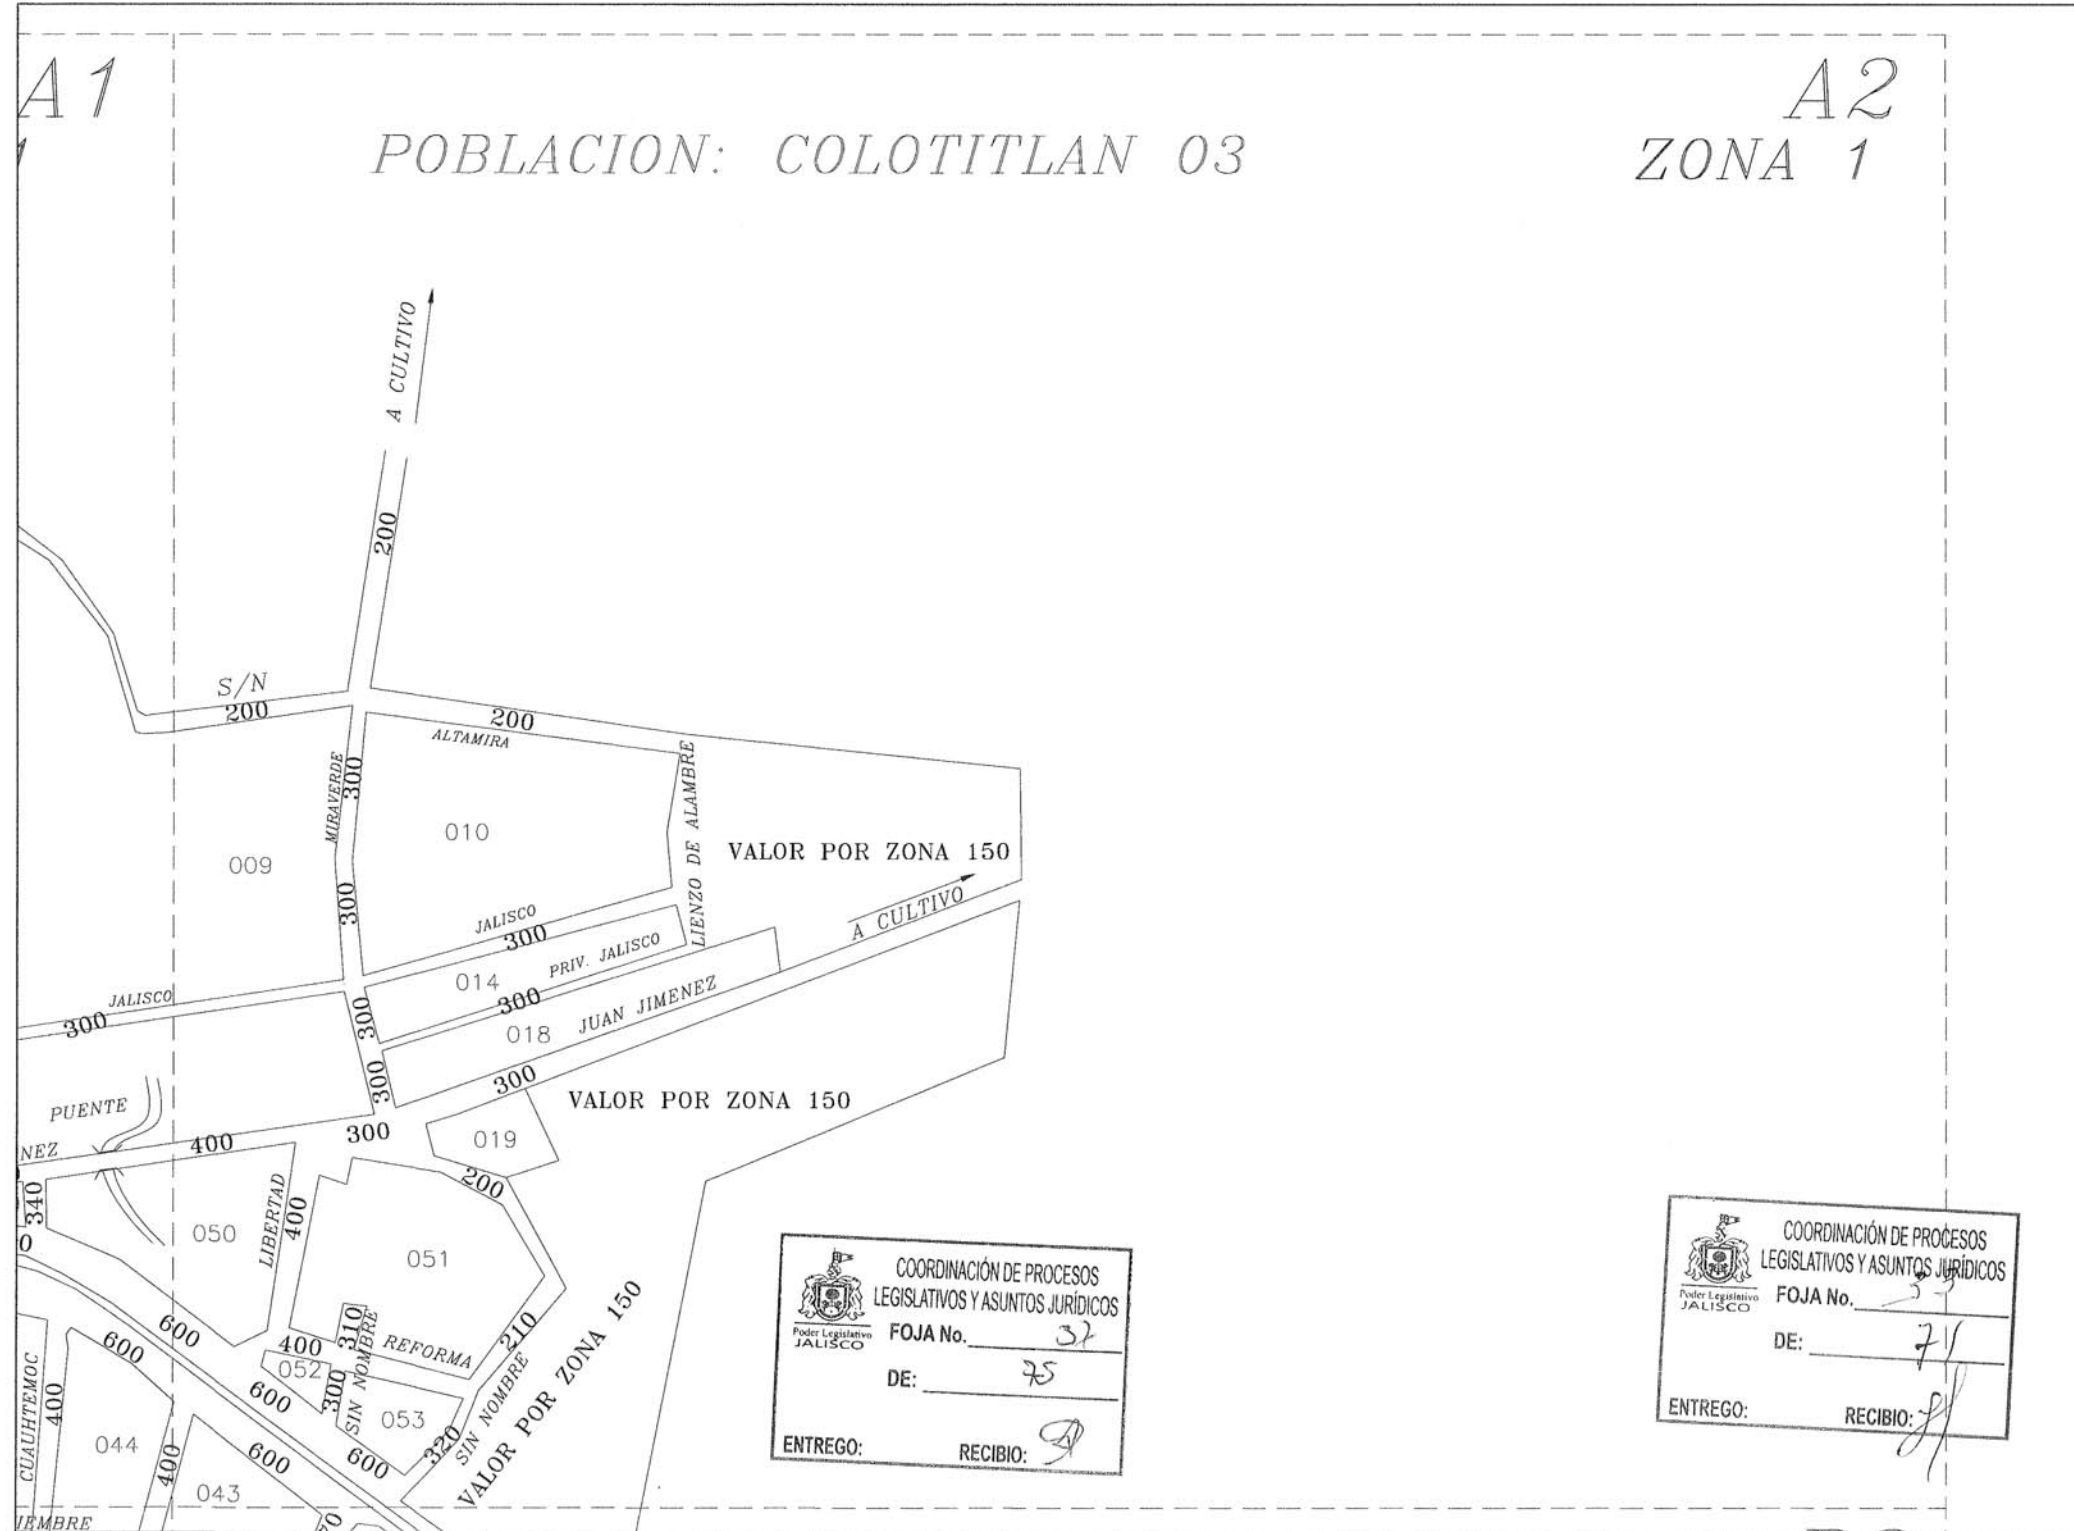 A1
A2
POBLACION: COLOTITLAN 03
ZONA 1
A CULTIVO
200
S/N
200
200
ALTAMIRA
MIRAVERDE
300
LIENZO DE ALAMBRE
010
009
VALOR POR ZONA 150
300
A CULTIVO
JALISCO
300
PRIV. JALISCO
014
JALISCO
300
300
300
JUAN JIMENEZ
018
300
300
VALOR POR ZONA 150
PUENTE
NEZ
400
300
019
200
340
LIBERTAD
400
050
051
310
SIN NOMBRE
REFORMA
210
400
052
300
053
600
600
600
600
600
320
SIN NOMBRE
VALOR POR ZONA 150
CUAUHTEMOC
400
044
400
043
IEMBRE
COORDINACIÓN DE PROCESOS
LEGISLATIVOS Y ASUNTOS JURÍDICOS
Poder Legislativo
JALISCO
FOJA No. 37
DE: 75
ENTREGO: RECIBIO:
COORDINACIÓN DE PROCESOS
LEGISLATIVOS Y ASUNTOS JURÍDICOS
Poder Legislativo
JALISCO
FOJA No.
DE:
ENTREGO: RECIBIO: